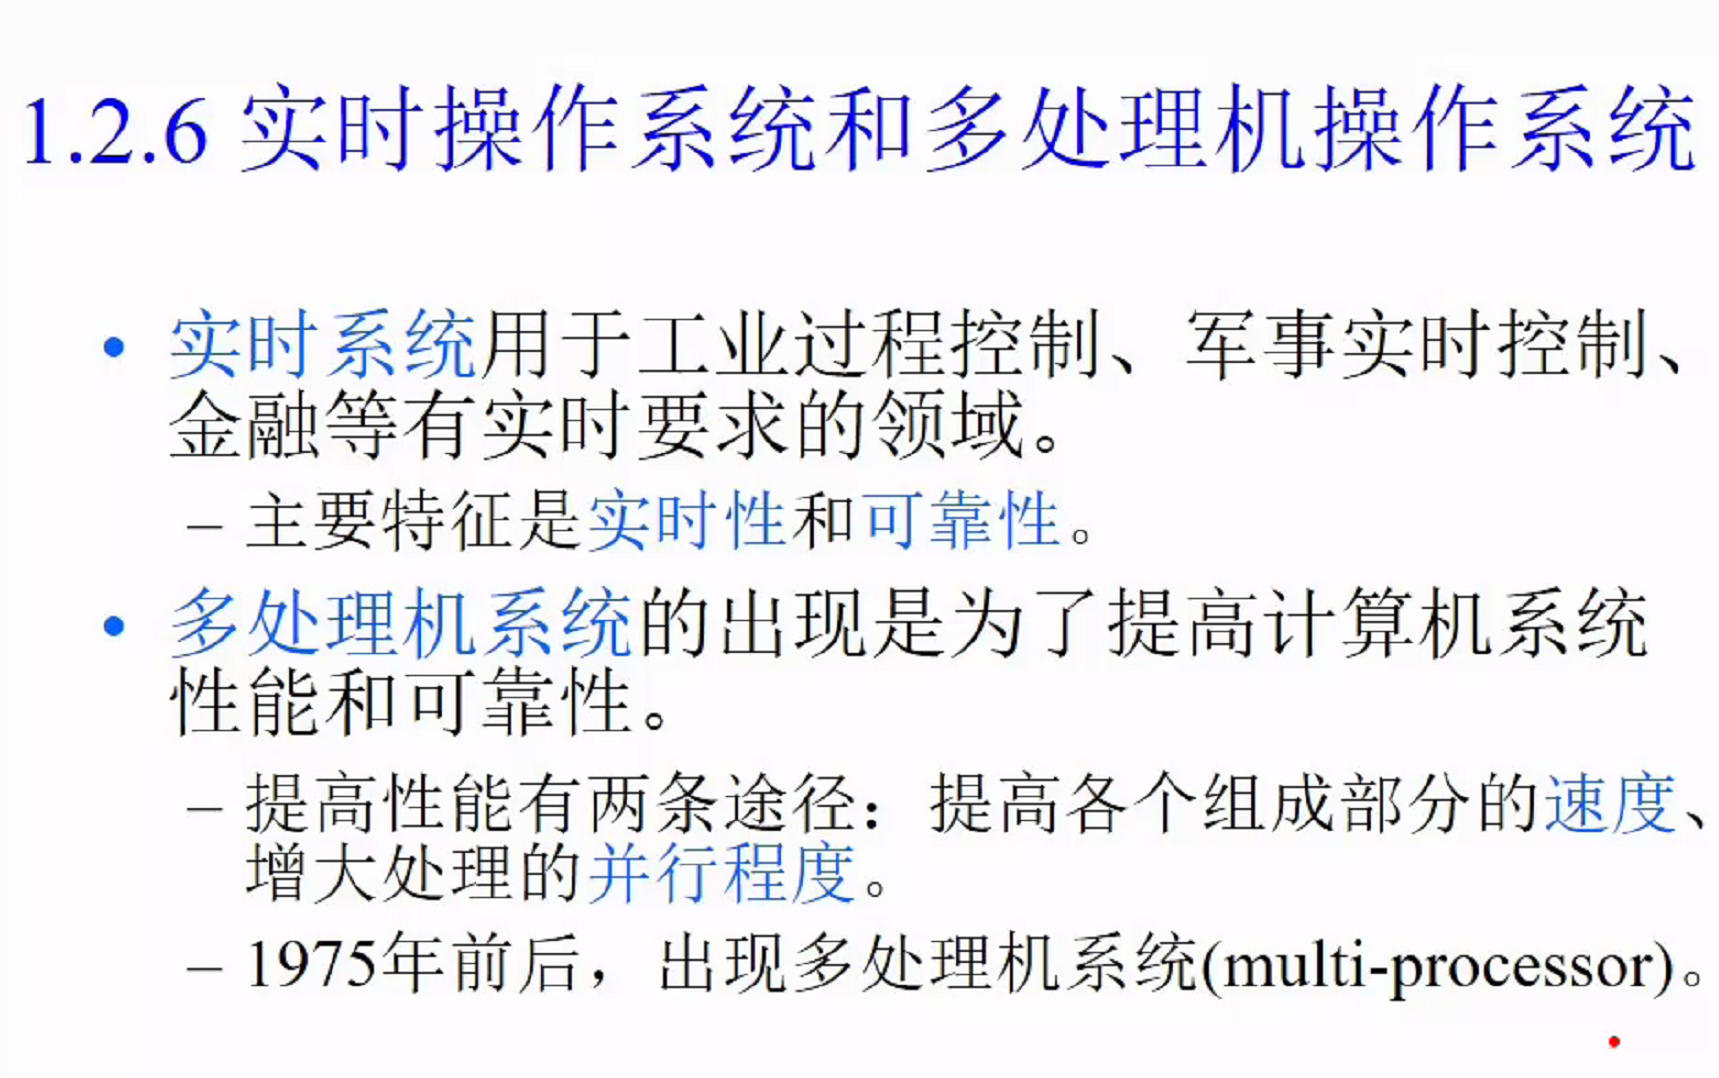 1.2.6 实时操作系统和多处理机操作系统
• 实时系统用于工业过程控制、军事实时控制、
金融等有实时要求的领域。
– 主要特征是实时性和可靠性。
• 多处理机系统的出现是为了提高计算机系统
性能和可靠性。
– 提高性能有两条途径：提高各个组成部分的速度、
增大处理的并行程度。
– 1975年前后，出现多处理机系统(multi-processor)。